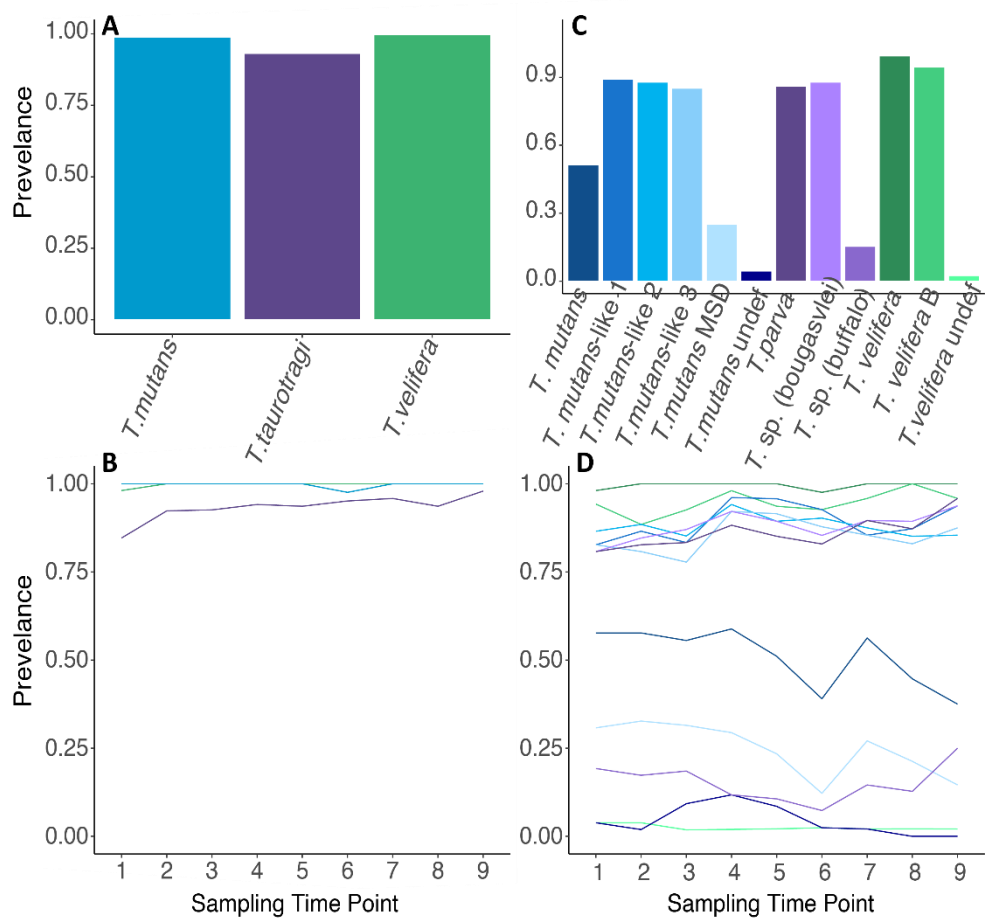 A
Prevelance
1.00
0.75
0.50
0.25
0.00
T.mutans
T.taurotragi
T.velifera
C
0.9
0.6
0.3
0.0
T. mutans
T. mutans-like 1
T.mutans-like 2
T.mutans-like 3
T.mutans MSD
T.mutans undef
T.parva
T. sp. (bougasvlei)
T. sp. (buffalo)
T. velifera
T. velifera B
T.velifera undef
B
Prevelance
1.00
0.75
0.50
0.25
0.00
1 2 3 4 5 6 7 8 9
Sampling Time Point
D
1.00
0.75
0.50
0.25
0.00
1 2 3 4 5 6 7 8 9
Sampling Time Point